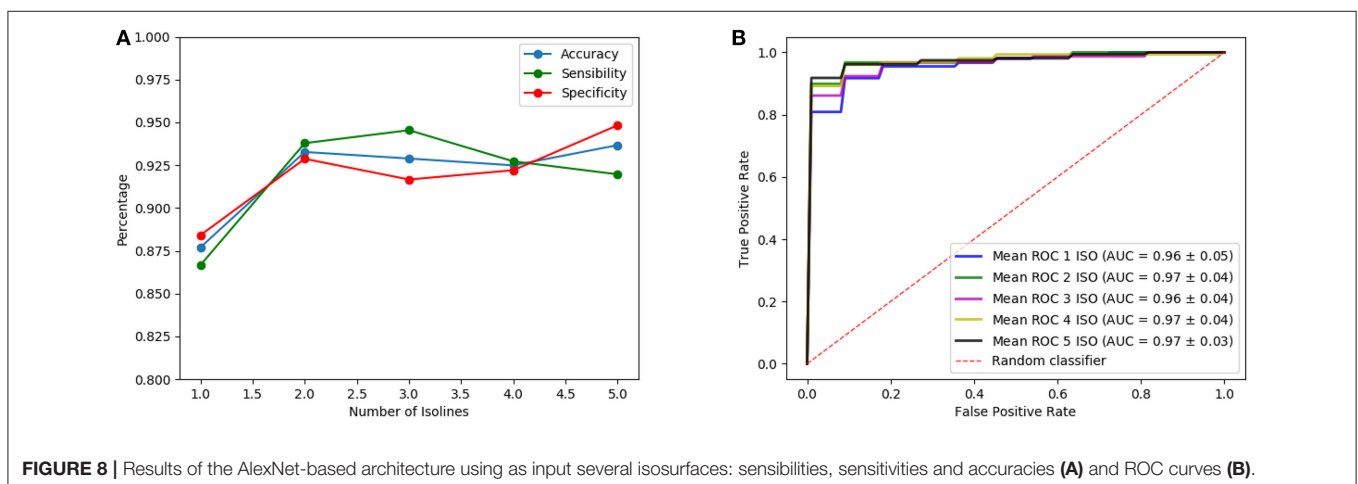 A
1.000
0.975
0.950
0.925
0.900
0.875
0.850
0.825
0.800
Percentage
Accuracy
Sensibility
Specificity
1.0 1.5 2.0 2.5 3.0 3.5 4.0 4.5 5.0
Number of Isolines
B
1.0
0.8
0.6
0.4
0.2
0.0
True Positive Rate
Mean ROC 1 ISO (AUC = 0.96 ± 0.05)
Mean ROC 2 ISO (AUC = 0.97 ± 0.04)
Mean ROC 3 ISO (AUC = 0.96 ± 0.04)
Mean ROC 4 ISO (AUC = 0.97 ± 0.04)
Mean ROC 5 ISO (AUC = 0.97 ± 0.03)
Random classifier
0.0 0.2 0.4 0.6 0.8 1.0
False Positive Rate
FIGURE 8 | Results of the AlexNet-based architecture using as input several isosurfaces: sensibilities, sensitivities and accuracies (A) and ROC curves (B).